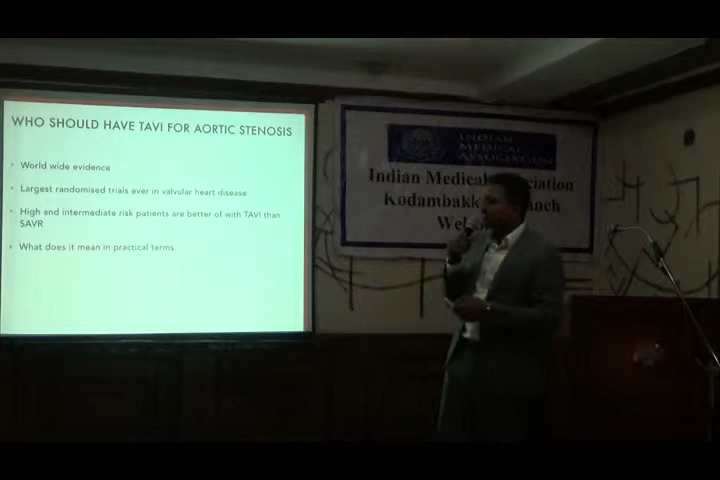 WHO SHOULD HAVE TAVI FOR AORTIC STENOSIS
• World wide evidence
• Largest randomised trials ever in valvular heart disease
• High and intermediate risk patients are better of with TAVI than
SAVR
• What does it mean in practical terms
INDIAN
MEDICAL
ASSOCIATION
Indian Medical
Kodambakk